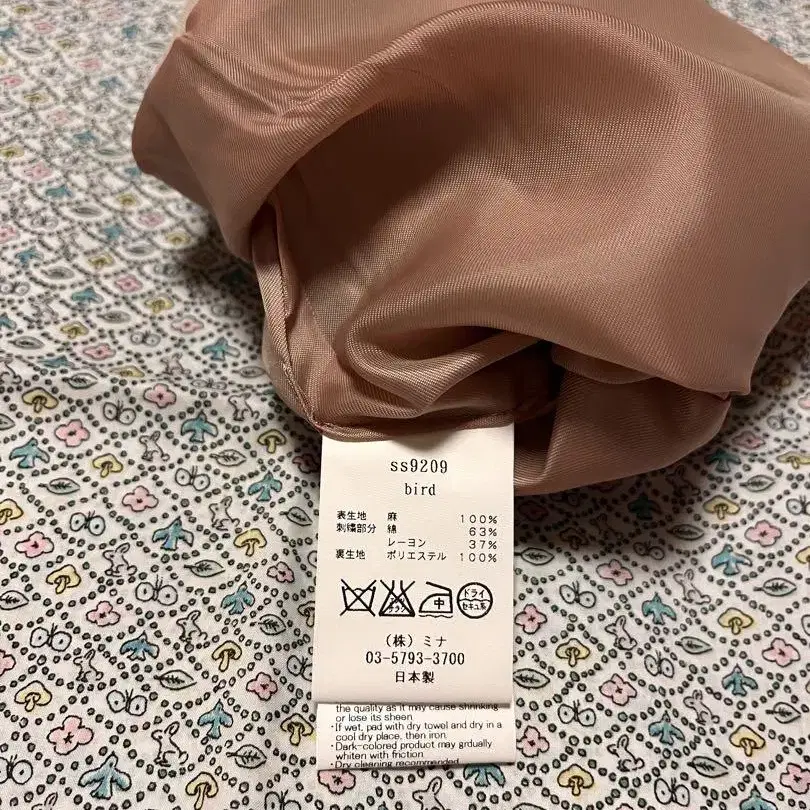 ss9209
bird
表生地 麻 100%
刺繍部分 綿 63%
レーヨン 37%
裏生地 ポリエステル 100%
中 ドライ
セキユ系
(株) ミナ
03-5793-3700
日本製
the quality as it may cause shrinking
or lose its sheen
・If wet, pad with dry towel and dry in a
cool dry place, then iron.
・Dark-colored product may grdually
whiten with friction.
・Dry cleaning recommended